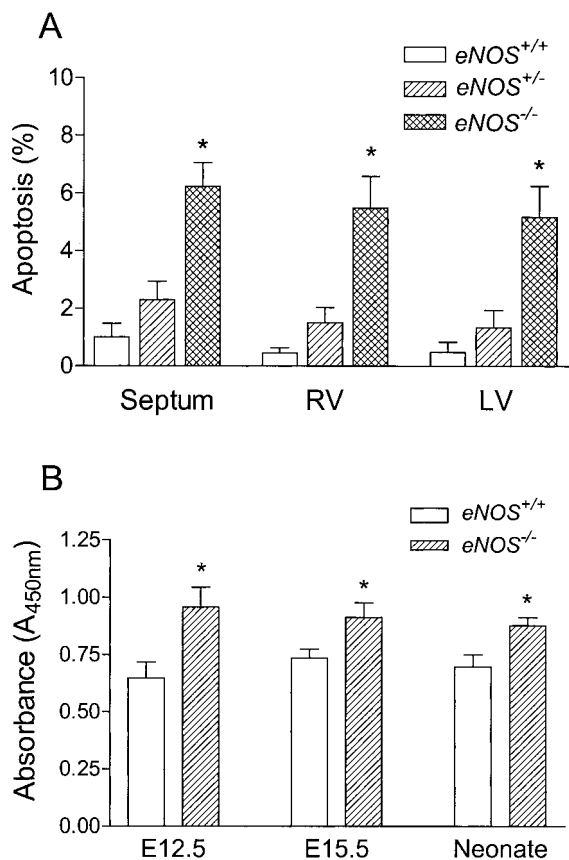 A
eNOS+/+
eNOS+/-
eNOS-/-
Apoptosis (%)
10
8
6
4
2
0
* * *
Septum RV LV
B
eNOS+/+
eNOS-/-
Absorbance (A450nm)
1.25
1.00
0.75
0.50
0.25
0.00
* * *
E12.5 E15.5 Neonate